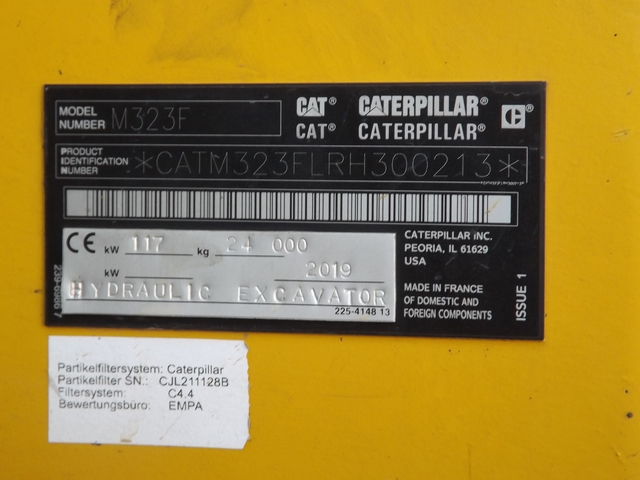 MODEL NUMBER M323F
CAT® CATERPILLAR® C
CAT® CATERPILLAR®
PRODUCT IDENTIFICATION NUMBER *CATM323FLRH300213*
CE kW 117 kg 24 000
kW 2019
HYDRAULIC EXCAVATOR
225-4148 13
CATERPILLAR INC.
PEORIA, IL 61629
USA
MADE IN FRANCE
OF DOMESTIC AND
FOREIGN COMPONENTS
ISSUE 1
Partikelfiltersystem: Caterpillar
Partikelfilter SN.: CJL211128B
Filtersystem: C4.4
Bewertungsbüro: EMPA